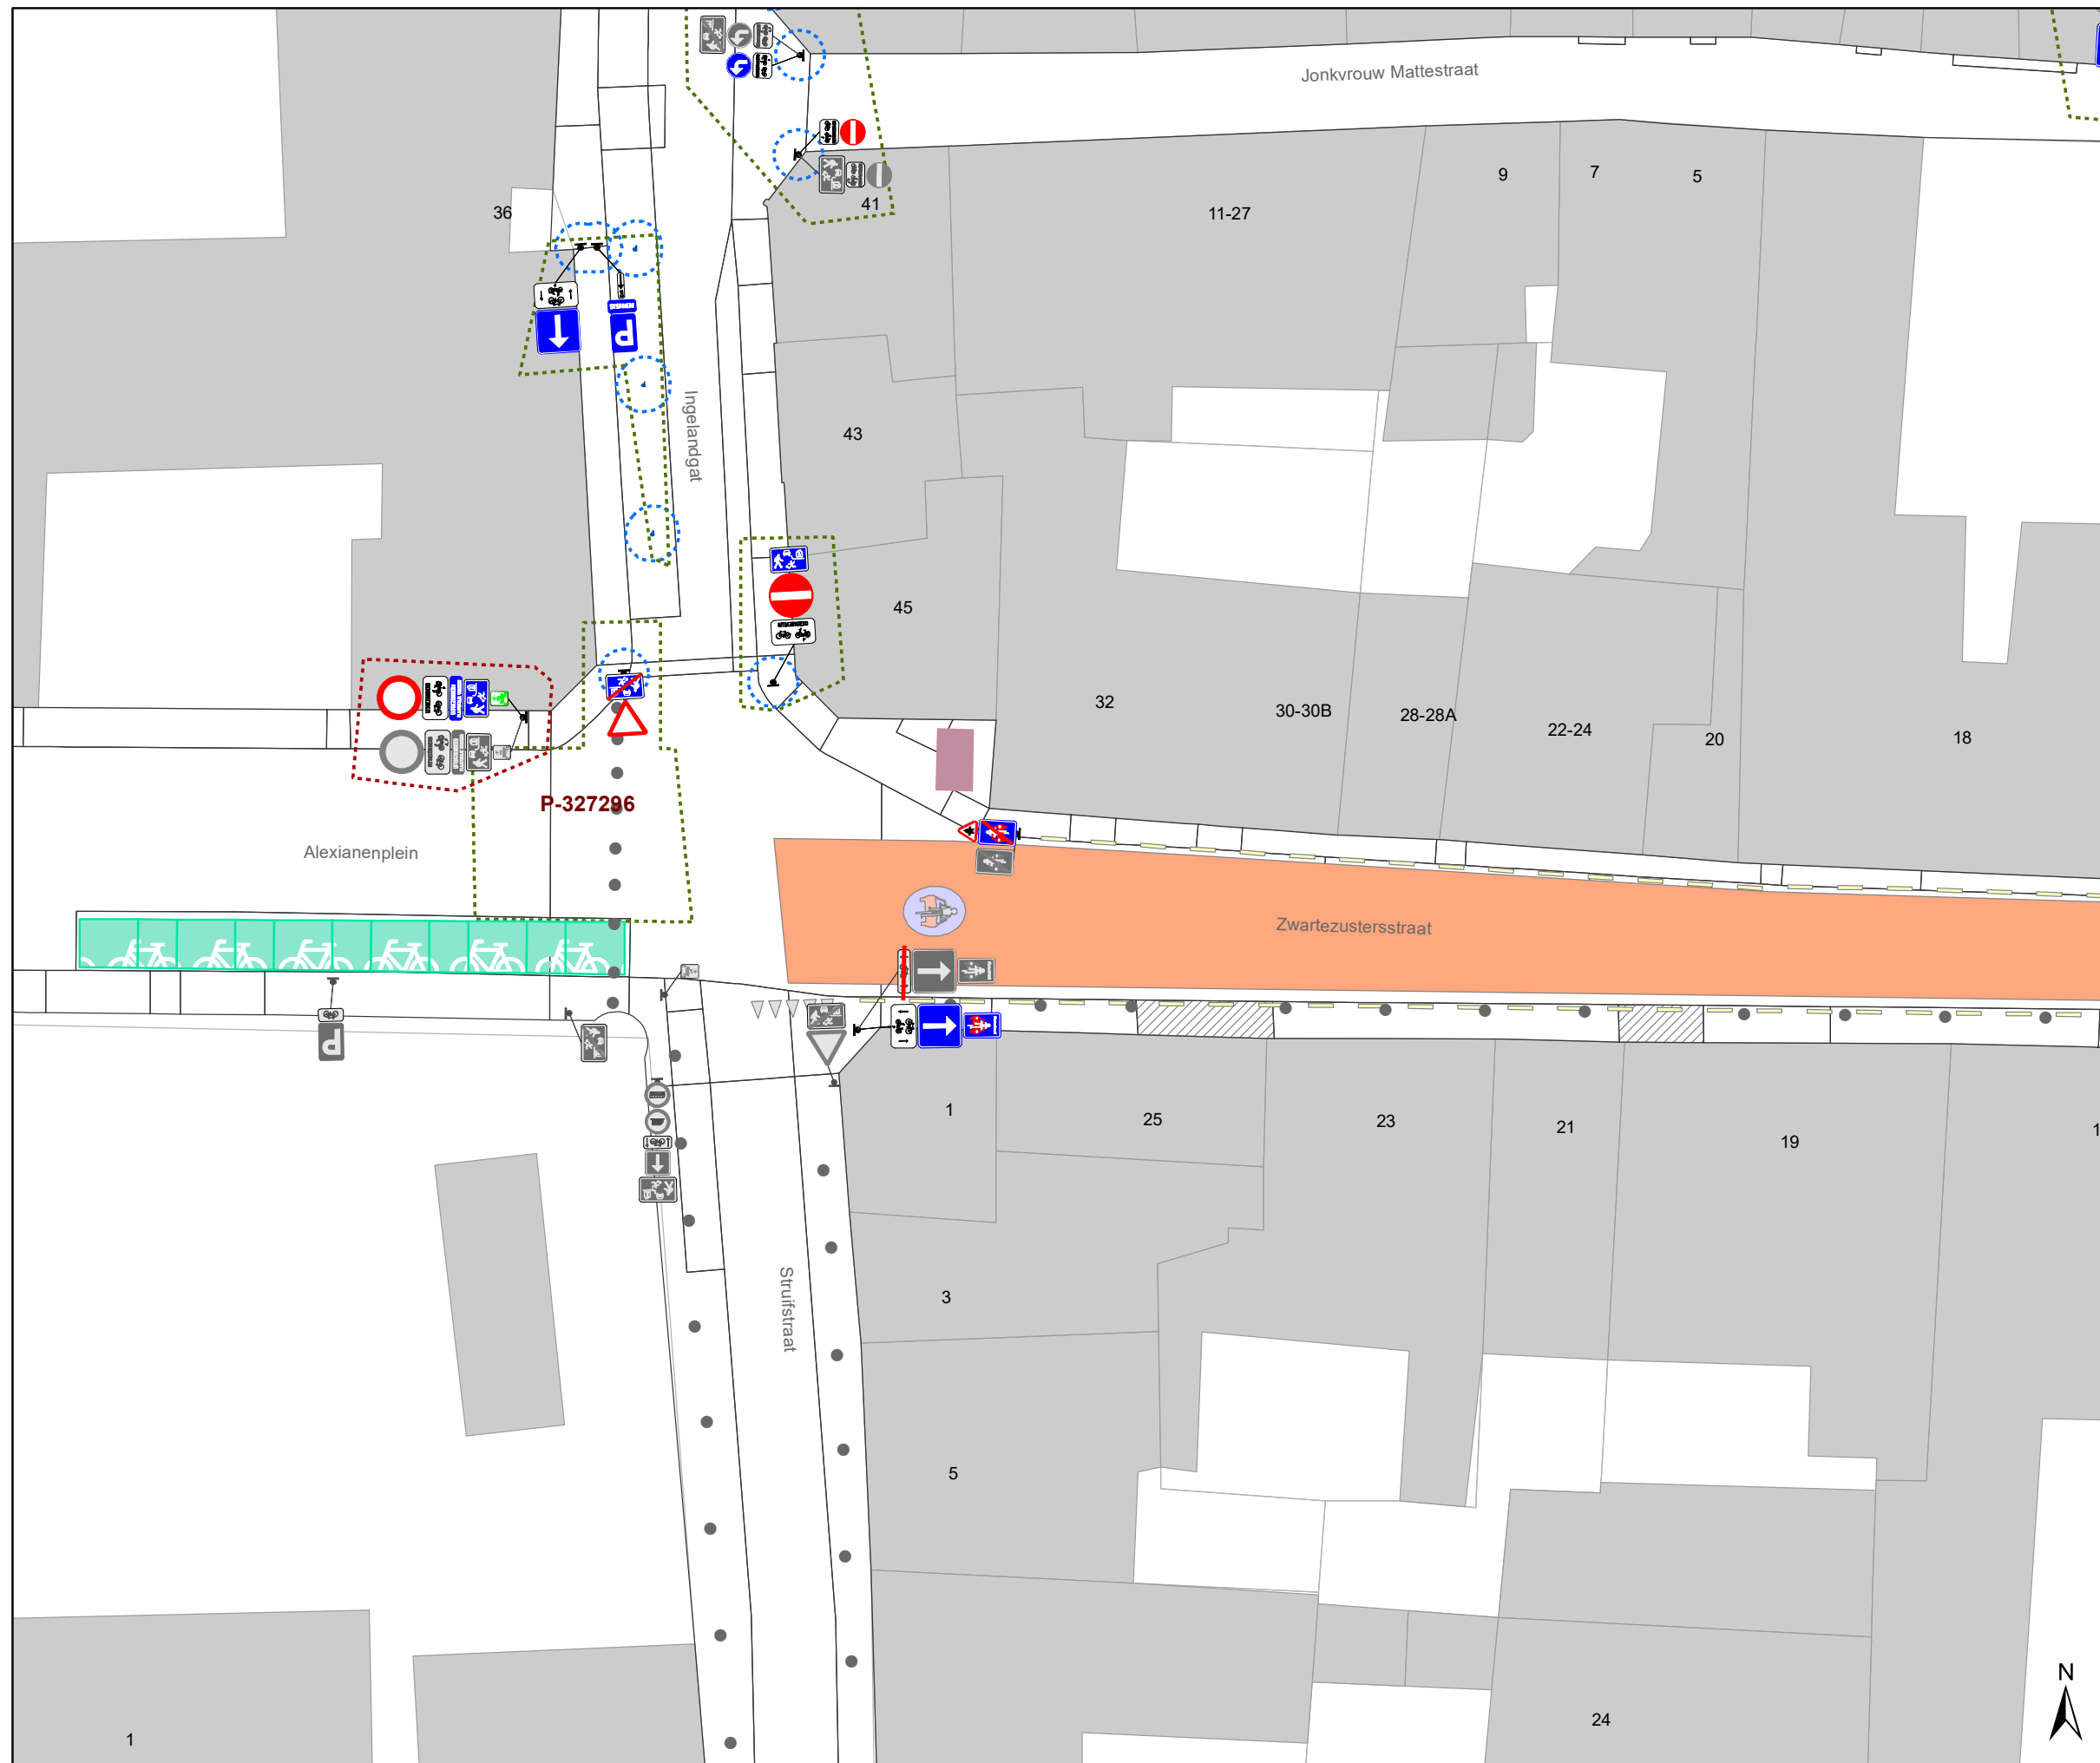 Jonkvrouw Mattestraat
9
7
5
36
41
11-27
P
Ingelandgat
43
45
32
30-30B
28-28A
22-24
20
18
P-327296
Alexianenplein
Zwartezustersstraat
P
1
25
23
21
19
1
3
Struifstraat
5
N
24
1